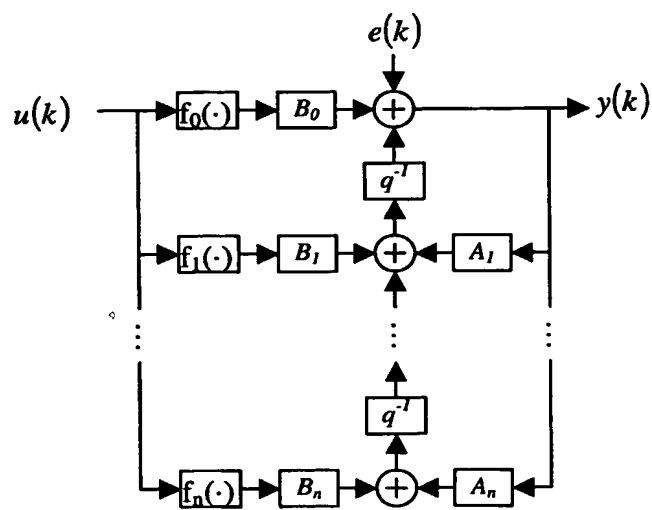 e(k)
u(k) f₀(·) B₀ + y(k)
q⁻¹
f₁(·) B₁ + A₁
⋮ ⋮ ⋮
q⁻¹
fₙ(·) Bₙ + Aₙ